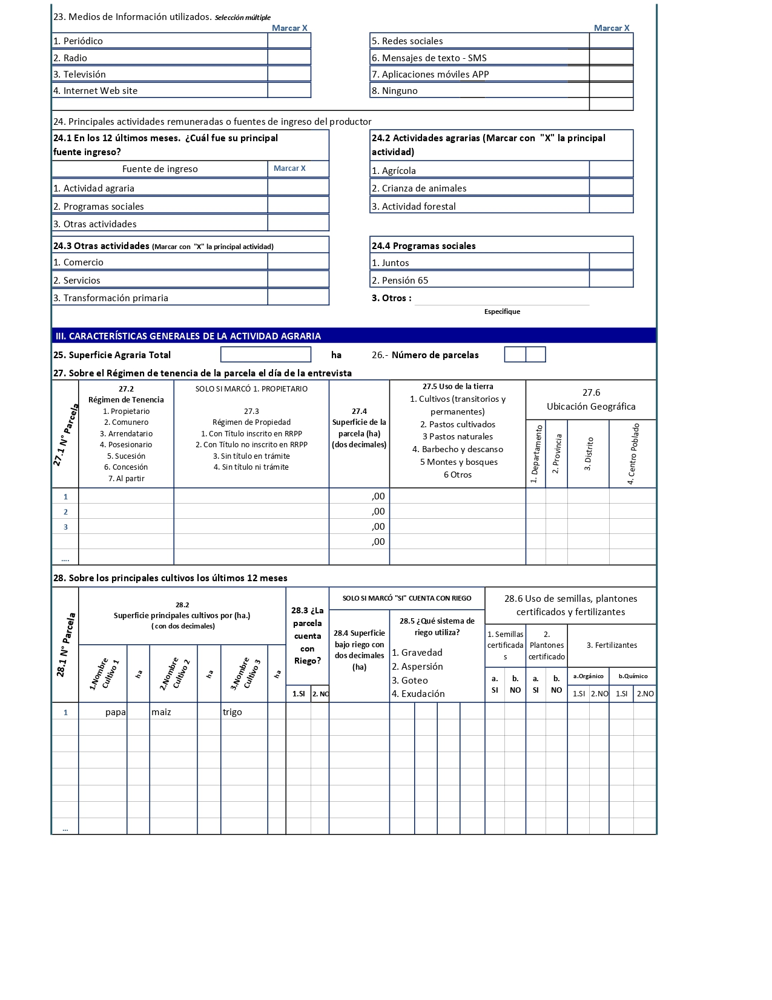 23. Medios de Información utilizados. Selección múltiple
Marcar X
Marcar X
1. Periódico
5. Redes sociales
2. Radio
6. Mensajes de texto - SMS
3. Televisión
7. Aplicaciones móviles APP
4. Internet Web site
8. Ninguno
24. Principales actividades remuneradas o fuentes de ingreso del productor
24.1 En los 12 últimos meses. ¿Cuál fue su principal
fuente ingreso?
24.2 Actividades agrarias (Marcar con "X" la principal
actividad)
Fuente de ingreso
Marcar X
1. Agrícola
1. Actividad agraria
2. Crianza de animales
2. Programas sociales
3. Actividad forestal
3. Otras actividades
24.3 Otras actividades (Marcar con "X" la principal actividad)
24.4 Programas sociales
1. Comercio
1. Juntos
2. Servicios
2. Pensión 65
3. Transformación primaria
3. Otros :
Especifique
III. CARACTERÍSTICAS GENERALES DE LA ACTIVIDAD AGRARIA
25. Superficie Agraria Total
ha
26.- Número de parcelas
27. Sobre el Régimen de tenencia de la parcela el día de la entrevista
27.1 N° Parcela
27.2
Régimen de Tenencia
1. Propietario
2. Comunero
3. Arrendatario
4. Posesionario
5. Sucesión
6. Concesión
7. Al partir
SOLO SI MARCÓ 1. PROPIETARIO
27.3
Régimen de Propiedad
1. Con Título inscrito en RRPP
2. Con Título no inscrito en RRPP
3. Sin título en trámite
4. Sin título ni trámite
27.4
Superficie de la
parcela (ha)
(dos decimales)
27.5 Uso de la tierra
1. Cultivos (transitorios y
permanentes)
2. Pastos cultivados
3 Pastos naturales
4. Barbecho y descanso
5 Montes y bosques
6 Otros
27.6
Ubicación Geográfica
1. Departamento
2. Provincia
3. Distrito
4. Centro Poblado
1
,00
2
,00
3
,00
,00
....
28. Sobre los principales cultivos los últimos 12 meses
28.1 N° Parcela
28.2
Superficie principales cultivos por (ha.)
( con dos decimales)
1.Nombre
Cultivo 1
ha
2.Nombre
Cultivo 2
ha
3.Nombre
Cultivo 3
ha
28.3 ¿La
parcela
cuenta
con
Riego?
1.SI
2. NO
SOLO SI MARCÓ "SI" CUENTA CON RIEGO
28.4 Superficie
bajo riego con
dos decimales
(ha)
28.5 ¿Qué sistema de
riego utiliza?
1. Gravedad
2. Aspersión
3. Goteo
4. Exudación
28.6 Uso de semillas, plantones
certificados y fertilizantes
1. Semillas
certificada
s
2.
Plantones
certificado
3. Fertilizantes
a.
SI
b.
NO
a.
SI
b.
NO
a.Orgánico
b.Químico
1.SI
2.NO
1.SI
2.NO
1
papa
maiz
trigo
...